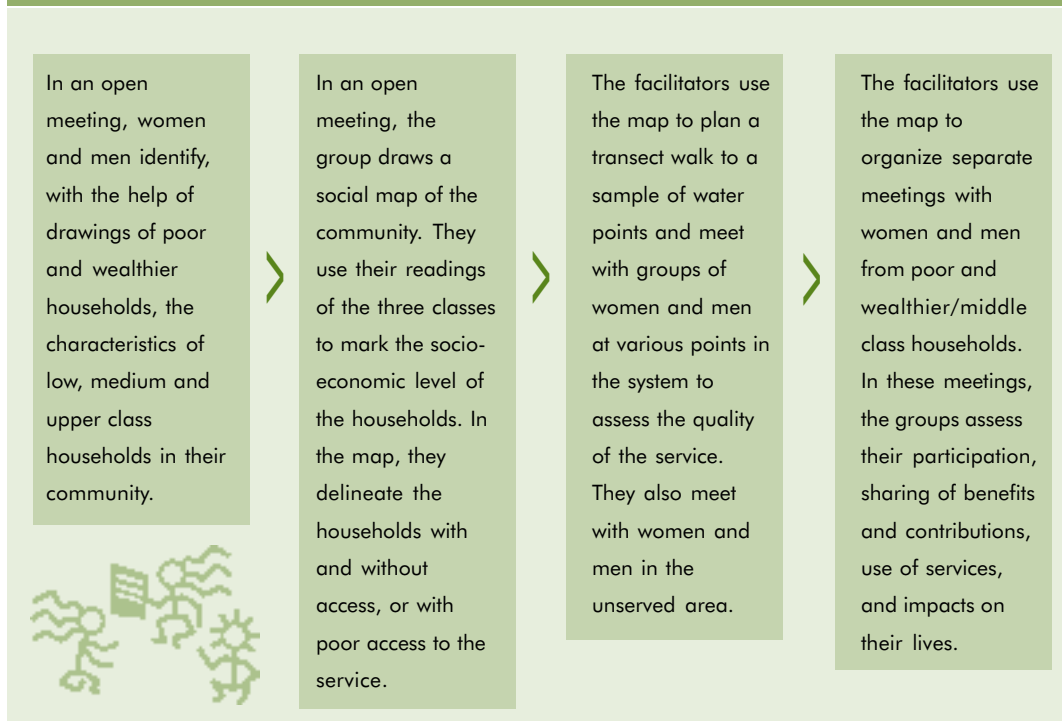 In an open
meeting, women
and men identify,
with the help of
drawings of poor
and wealthier
households, the
characteristics of
low, medium and
upper class
households in their
community.
In an open
meeting, the
group draws a
social map of the
community. They
use their readings
of the three classes
to mark the socio-
economic level of
the households. In
the map, they
delineate the
households with
and without
access, or with
poor access to the
service.
The facilitators use
the map to plan a
transect walk to a
sample of water
points and meet
with groups of
women and men
at various points in
the system to
assess the quality
of the service.
They also meet
with women and
men in the
unserved area.
The facilitators use
the map to
organize separate
meetings with
women and men
from poor and
wealthier/middle
class households.
In these meetings,
the groups assess
their participation,
sharing of benefits
and contributions,
use of services,
and impacts on
their lives.